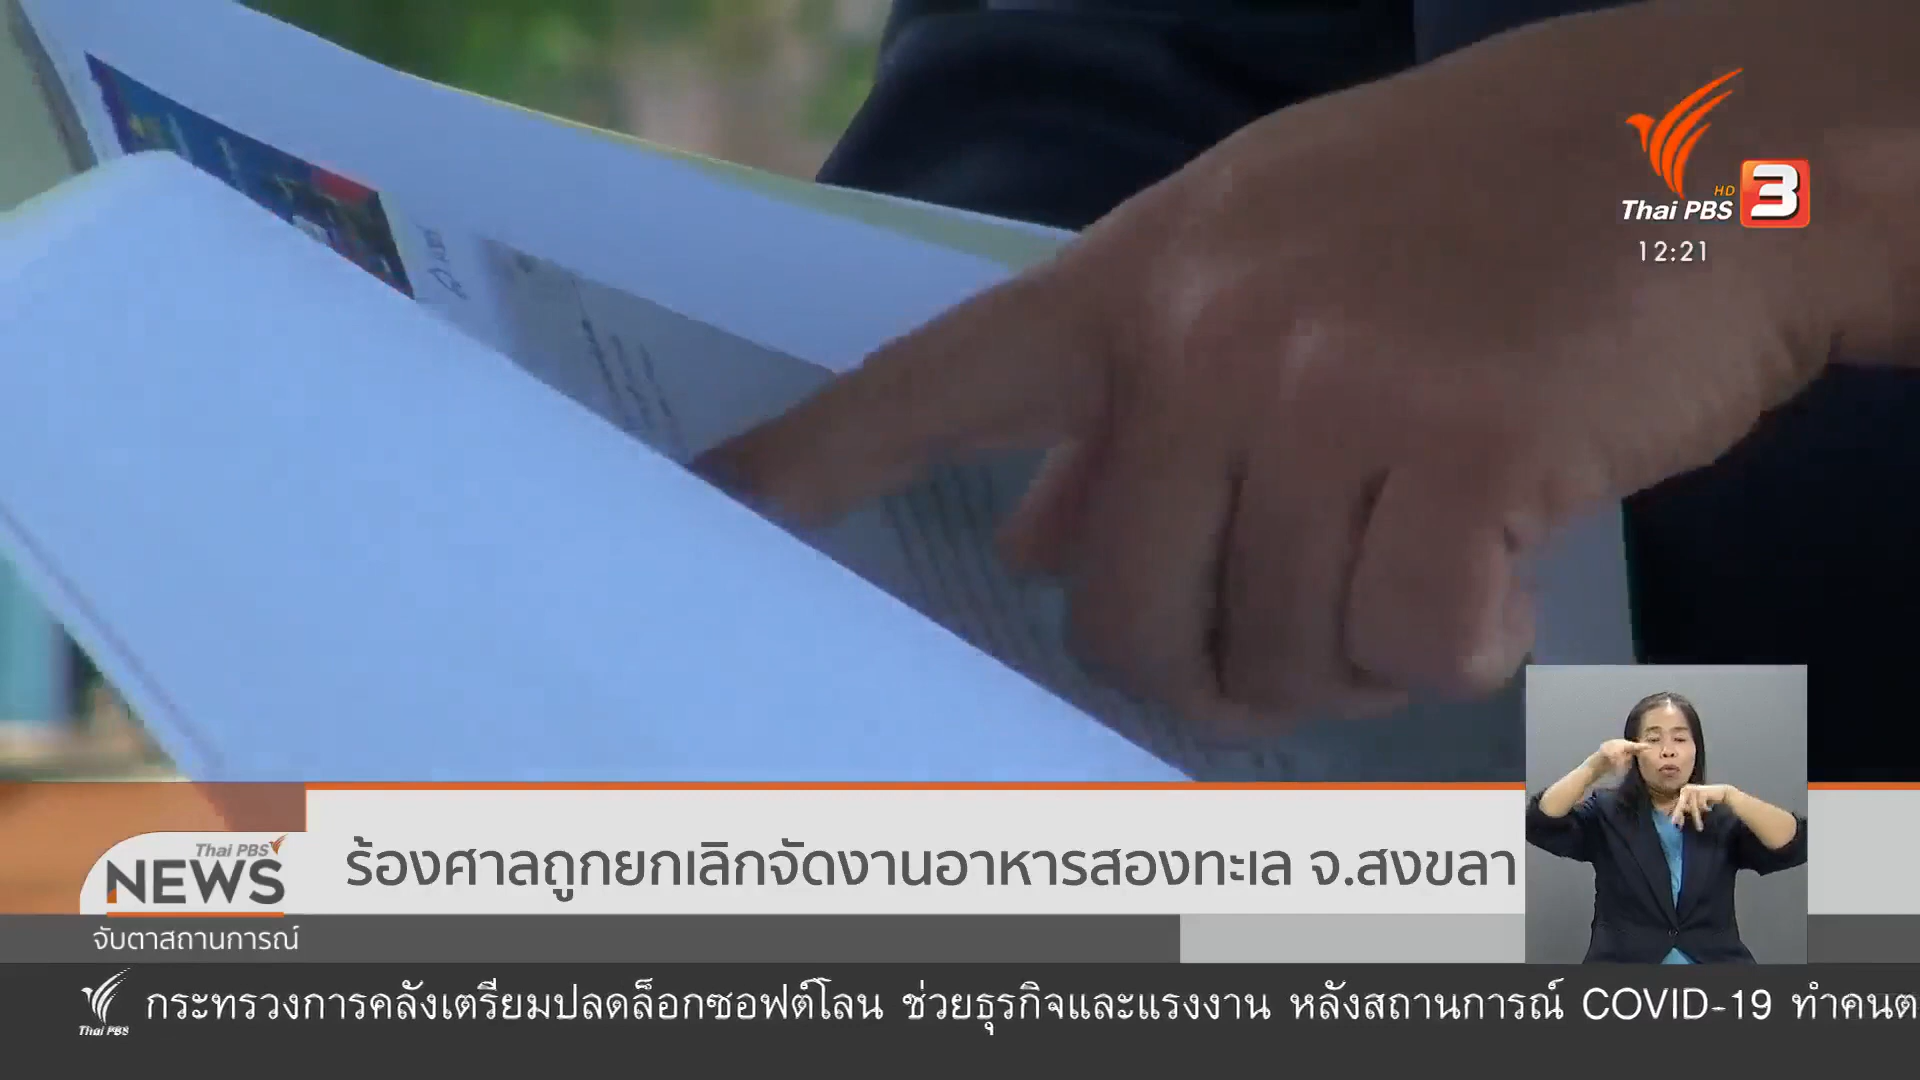 HD
Thai PBS 3
12:21
Thai PBS
NEWS
ร้องศาลถูกยกเลิกจัดงานอาหารสองทะเล จ.สงขลา
จับตาสถานการณ์
Thai PBS
กระทรวงการคลังเตรียมปลดล็อกซอฟต์โลน ช่วยธุรกิจและแรงงาน หลังสถานการณ์ COVID-19 ทำคนต